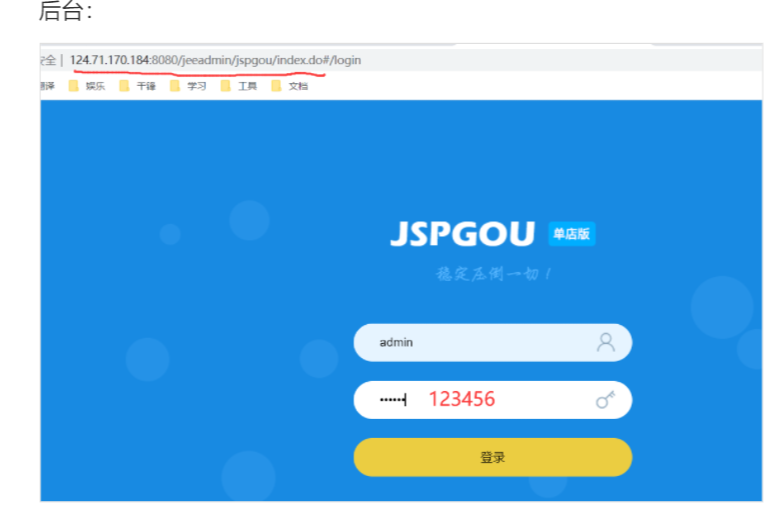 后台：
安全 | 124.71.170.184:8080/jeeadmin/jspgou/index.do#/login
翻译 娱乐 千锋 学习 工具 文档
JSPGOU 单店版
稳定压倒一切！
admin
123456
登录